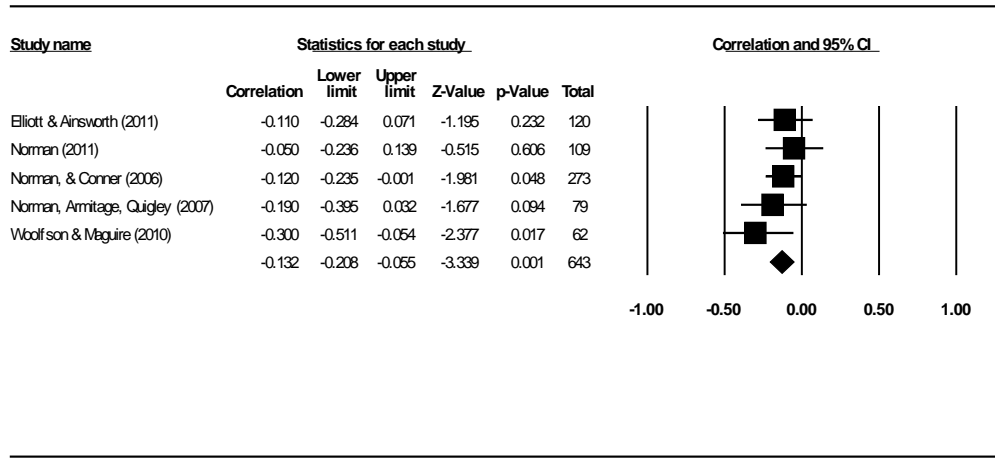 Study name Statistics for each study Correlation and 95% CI
Lower Upper
Correlation limit limit Z-Value p-Value Total
Elliott & Ainsworth (2011) -0.110 -0.284 0.071 -1.195 0.232 120
Norman (2011) -0.050 -0.236 0.139 -0.515 0.606 109
Norman, & Conner (2006) -0.120 -0.235 -0.001 -1.981 0.048 273
Norman, Armitage, Quigley (2007) -0.190 -0.395 0.032 -1.677 0.094 79
Woolfson & Maguire (2010) -0.300 -0.511 -0.054 -2.377 0.017 62
-0.132 -0.208 -0.055 -3.339 0.001 643
-1.00 -0.50 0.00 0.50 1.00